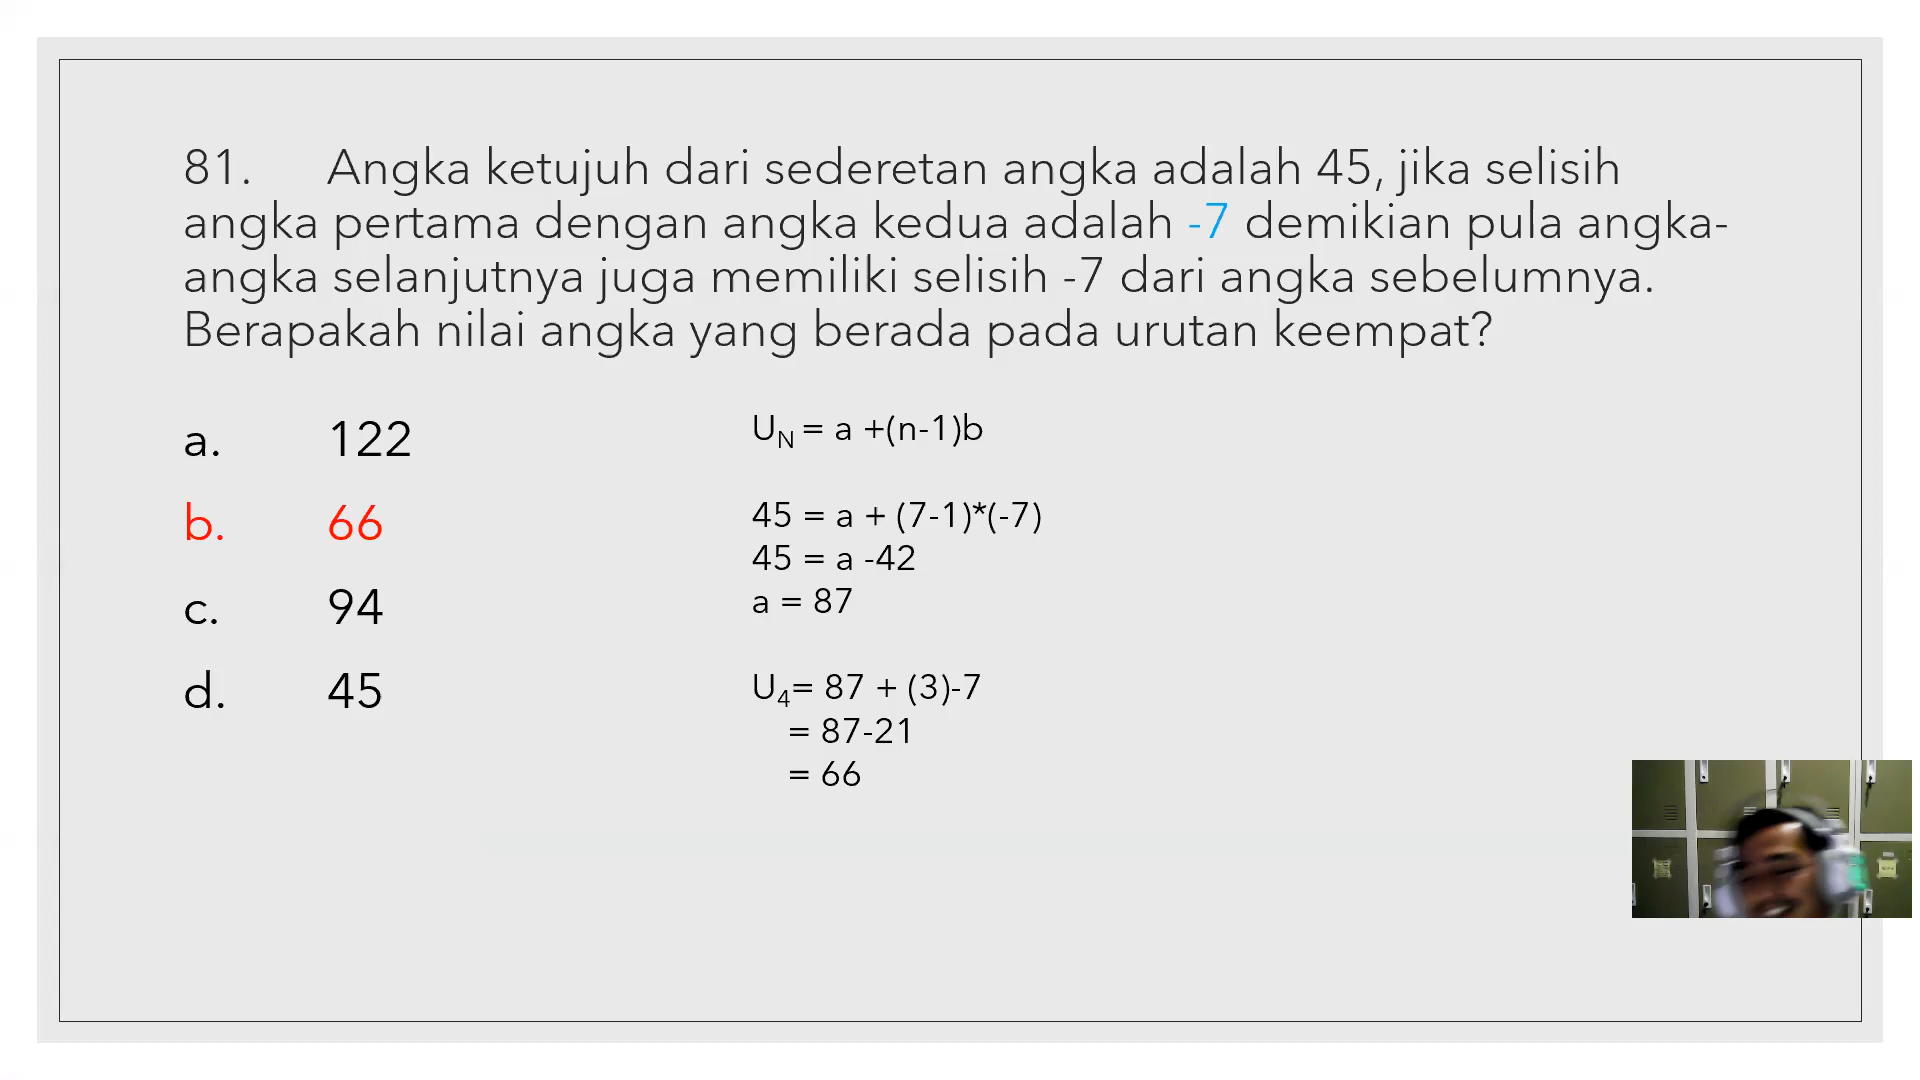 81. Angka ketujuh dari sederetan angka adalah 45, jika selisih
angka pertama dengan angka kedua adalah -7 demikian pula angka-
angka selanjutnya juga memiliki selisih -7 dari angka sebelumnya.
Berapakah nilai angka yang berada pada urutan keempat?
a. 122
b. 66
c. 94
d. 45
U_N = a +(n-1)b
45 = a + (7-1)*(-7)
45 = a -42
a = 87
U_4= 87 + (3)-7
= 87-21
= 66